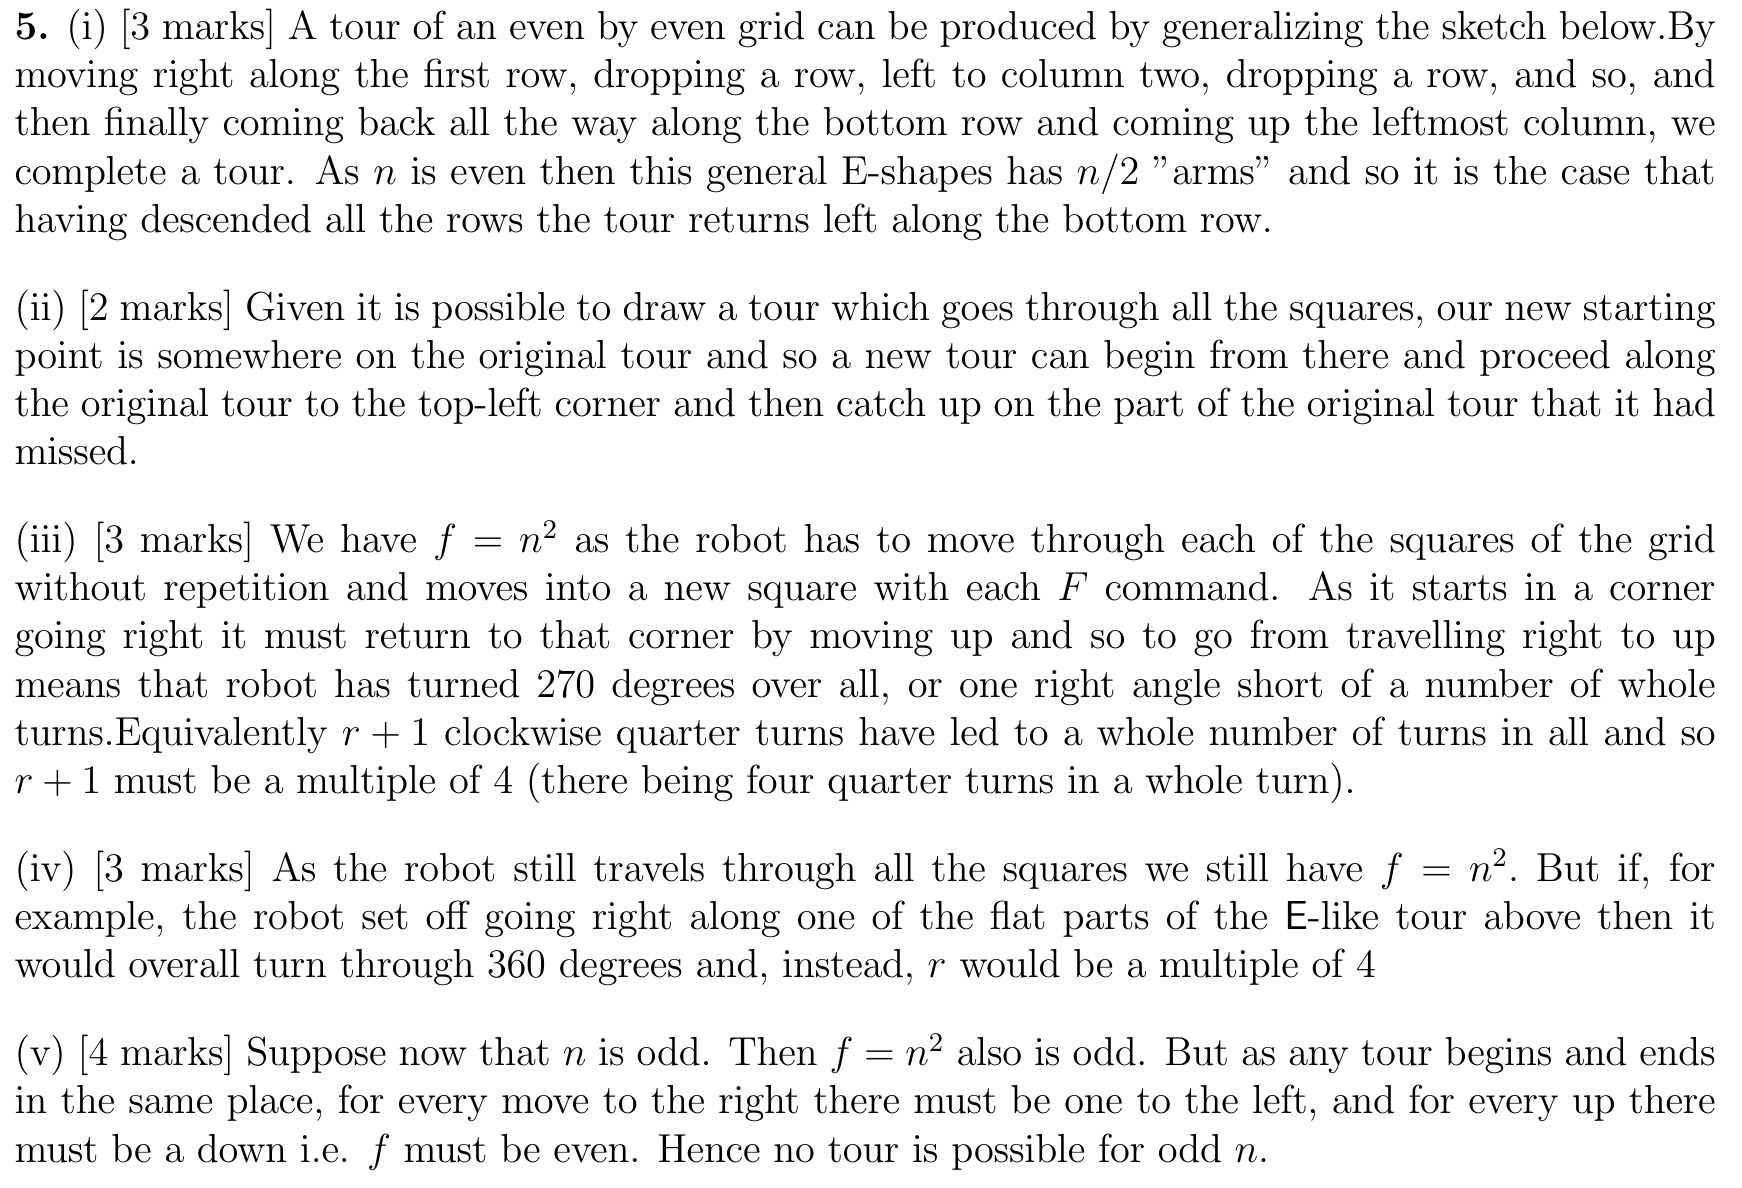 5. (i) [3 marks] A tour of an even by even grid can be produced by generalizing the sketch below.By
moving right along the first row, dropping a row, left to column two, dropping a row, and so, and
then finally coming back all the way along the bottom row and coming up the leftmost column, we
complete a tour. As n is even then this general E-shapes has n/2 ”arms” and so it is the case that
having descended all the rows the tour returns left along the bottom row.
(ii) [2 marks] Given it is possible to draw a tour which goes through all the squares, our new starting
point is somewhere on the original tour and so a new tour can begin from there and proceed along
the original tour to the top-left corner and then catch up on the part of the original tour that it had
missed.
(iii) [3 marks] We have f = n² as the robot has to move through each of the squares of the grid
without repetition and moves into a new square with each F command. As it starts in a corner
going right it must return to that corner by moving up and so to go from travelling right to up
means that robot has turned 270 degrees over all, or one right angle short of a number of whole
turns.Equivalently r + 1 clockwise quarter turns have led to a whole number of turns in all and so
r + 1 must be a multiple of 4 (there being four quarter turns in a whole turn).
(iv) [3 marks] As the robot still travels through all the squares we still have f = n². But if, for
example, the robot set off going right along one of the flat parts of the E-like tour above then it
would overall turn through 360 degrees and, instead, r would be a multiple of 4
(v) [4 marks] Suppose now that n is odd. Then f = n² also is odd. But as any tour begins and ends
in the same place, for every move to the right there must be one to the left, and for every up there
must be a down i.e. f must be even. Hence no tour is possible for odd n.